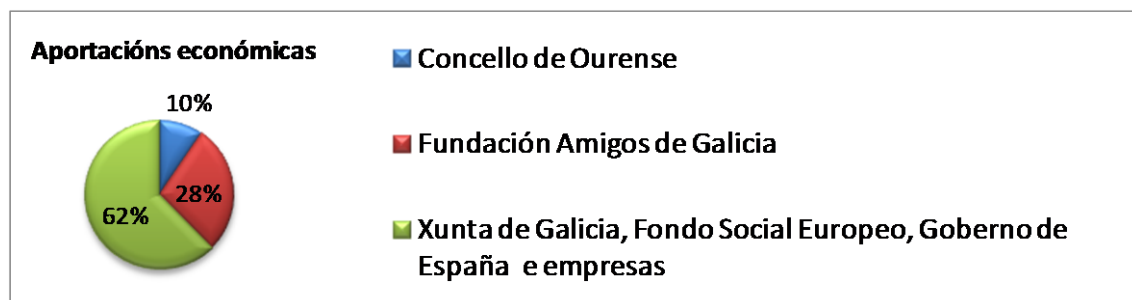 Aportacións económicas
10%
28%
62%
Concello de Ourense
Fundación Amigos de Galicia
Xunta de Galicia, Fondo Social Europeo, Goberno de
España e empresas